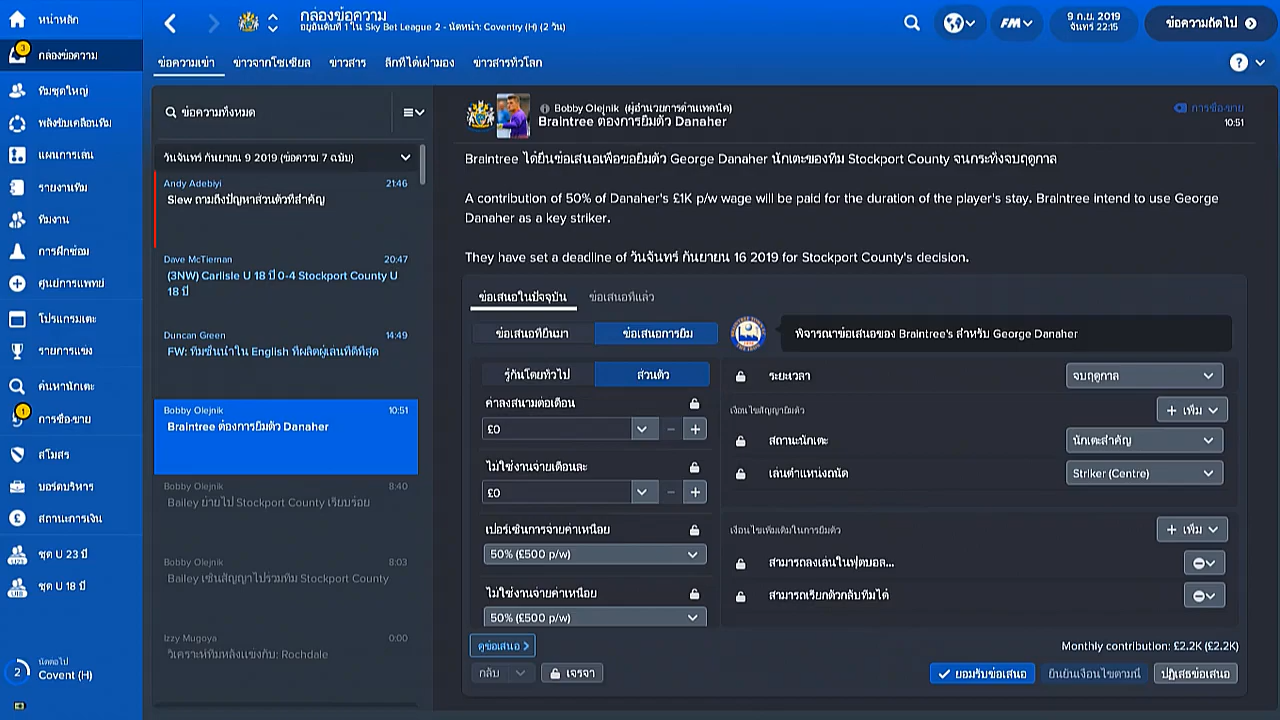 หน้าหลัก
3
กล่องข้อความ
ทีมชุดใหญ่
พลังขับเคลื่อนทีม
แผนการเล่น
รายงานทีม
ทีมงาน
การฝึกซ้อม
ศูนย์การแพทย์
โปรแกรมเตะ
รายการแข่ง
ค้นหานักเตะ
1
การซื้อ-ขาย
สโมสร
บอร์ดบริหาร
สถานะการเงิน
U23
ชุด U 23 ปี
U18
ชุด U 18 ปี
2
นัดต่อไป
Covent (H)
กล่องข้อความ
อยู่อันดับที่ 1 ใน Sky Bet League 2 - นัดหน้า: Coventry (H) (2 วัน)
FM
9 ก.ย. 2019
จันทร์ 22:15
ข้อความถัดไป
ข้อความเข้า
ข่าวจากโซเชียล
ข่าวสาร
ลีกที่ได้เฝ้ามอง
ข่าวสารทั่วโลก
?
ข้อความทั้งหมด
วันจันทร์ กันยายน 9 2019 (ข้อความ 7 ฉบับ)
Andy Adebiyi 21:46
Slew ถามถึงปัญหาส่วนตัวที่สำคัญ
Dave McTiernan 20:47
(3NW) Carlisle U 18 ปี 0-4 Stockport County U
18 ปี
Duncan Green 14:49
FW: ทีมชั้นนำใน English ที่ผลิตผู้เล่นที่ดีที่สุด
Bobby Olejnik 10:51
Braintree ต้องการยืมตัว Danaher
Bobby Olejnik 8:40
Bailey ย้ายไป Stockport County เรียบร้อย
Bobby Olejnik 8:03
Bailey เซ็นสัญญาไปร่วมทีม Stockport County
Izzy Mugoya 0:00
วิเคราะห์ทีมหลังแข่งกับ: Rochdale
Bobby Olejnik (ผู้อำนวยการด้านเทคนิค)
Braintree ต้องการยืมตัว Danaher
การซื้อ-ขาย
10:51
Braintree ได้ยื่นข้อเสนอเพื่อขอยืมตัว George Danaher นักเตะของทีม Stockport County จนกระทั่งจบฤดูกาล
A contribution of 50% of Danaher's £1K p/w wage will be paid for the duration of the player's stay. Braintree intend to use George
Danaher as a key striker.
They have set a deadline of วันจันทร์ กันยายน 16 2019 for Stockport County's decision.
ข้อเสนอในปัจจุบัน
ข้อเสนอที่แล้ว
ข้อเสนอที่ยื่นมา
ข้อเสนอการยืม
พิจารณาข้อเสนอของ Braintree's สำหรับ George Danaher
รู้กันโดยทั่วไป
ส่วนตัว
ค่าลงสนามต่อเดือน
£0
ไม่ใช้งานจ่ายเดือนละ
£0
เปอร์เซ็นการจ่ายค่าเหนื่อย
50% (£500 p/w)
ไม่ใช้งานจ่ายค่าเหนื่อย
50% (£500 p/w)
ระยะเวลา
จบฤดูกาล
เงื่อนไขสัญญายืมตัว
เพิ่ม
สถานะนักเตะ
นักเตะสำคัญ
เล่นตำแหน่งถนัด
Striker (Centre)
เงื่อนไขเพิ่มเติมในการยืมตัว
เพิ่ม
สามารถลงเล่นในฟุตบอล...
สามารถเรียกตัวกลับทีมได้
ดูข้อเสนอ
Monthly contribution: £2.2K (£2.2K)
กลับ
เจรจา
ยอมรับข้อเสนอ
ยืนยันเงื่อนไขตามนี้
ปฏิเสธข้อเสนอ